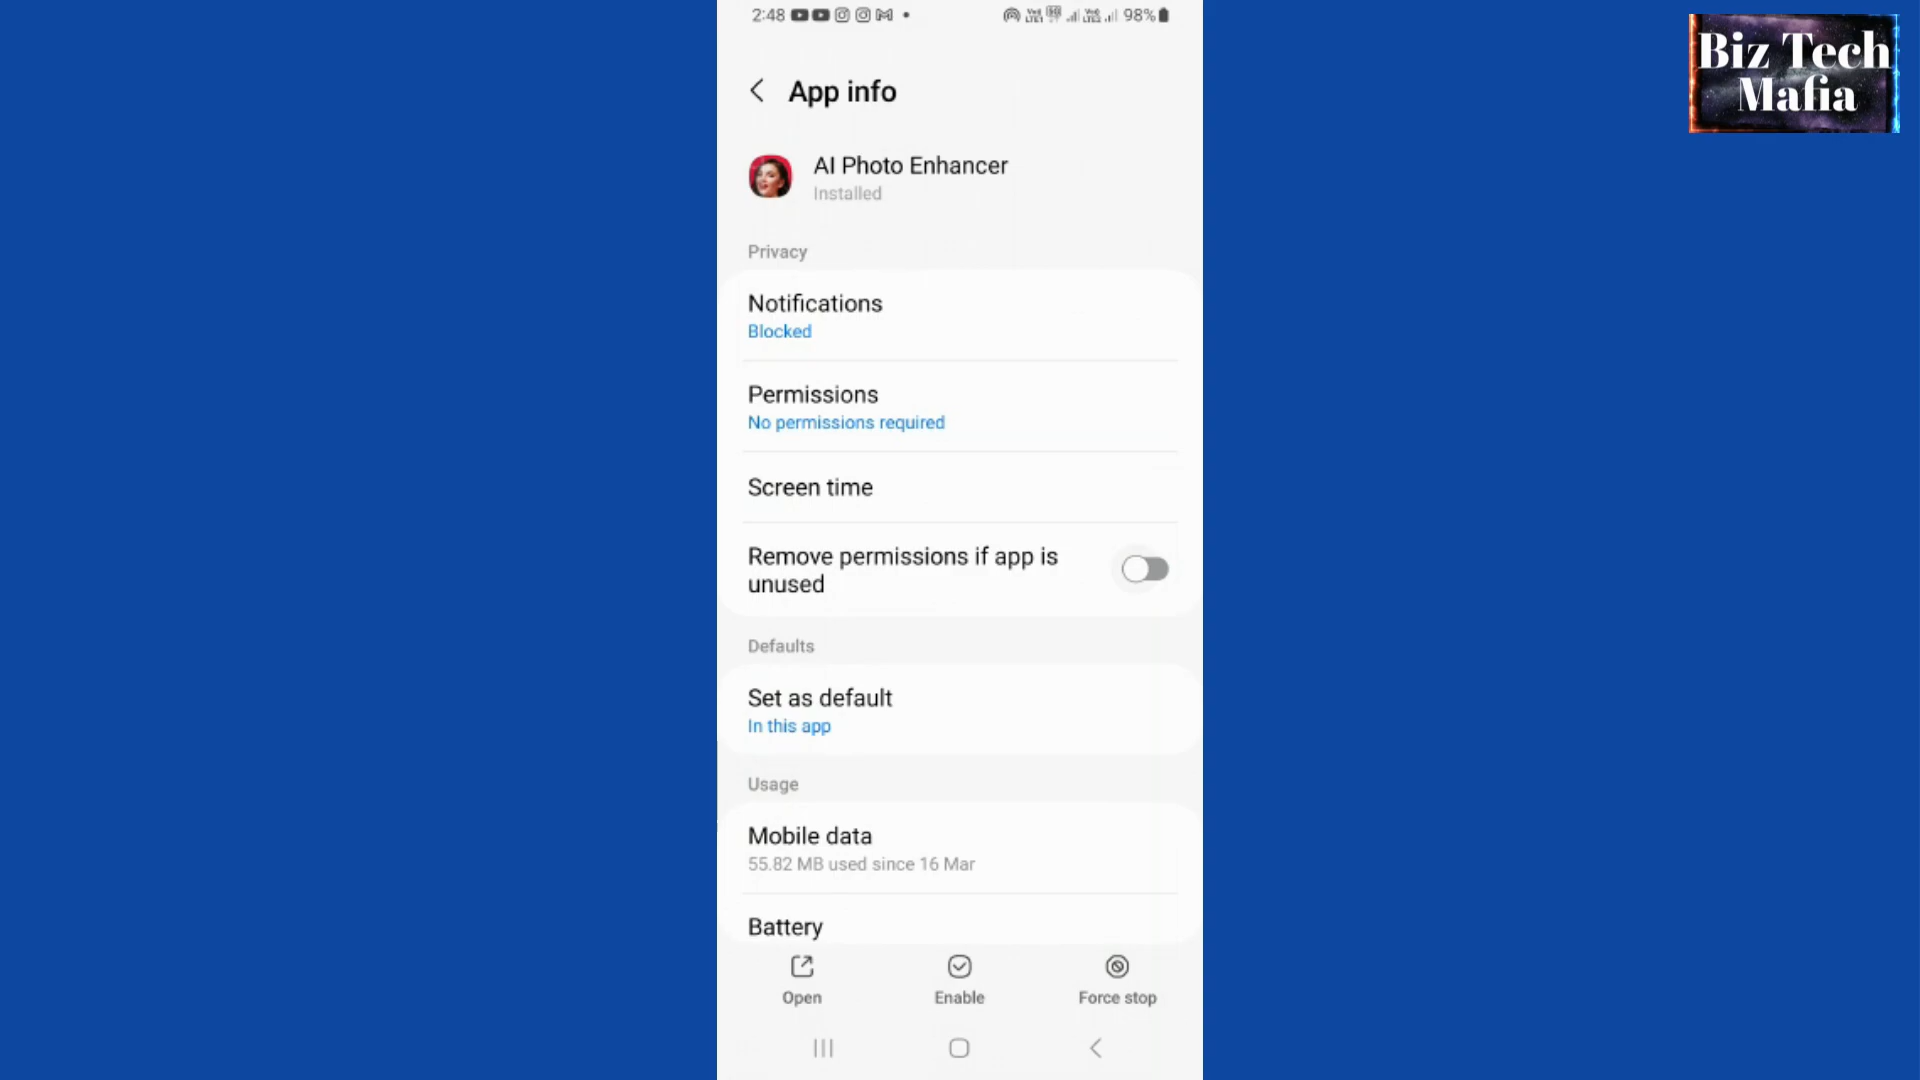 2:48
98%
Biz Tech
Mafia
App info
AI Photo Enhancer
Installed
Privacy
Notifications
Blocked
Permissions
No permissions required
Screen time
Remove permissions if app is
unused
Defaults
Set as default
In this app
Usage
Mobile data
55.82 MB used since 16 Mar
Battery
Open
Enable
Force stop